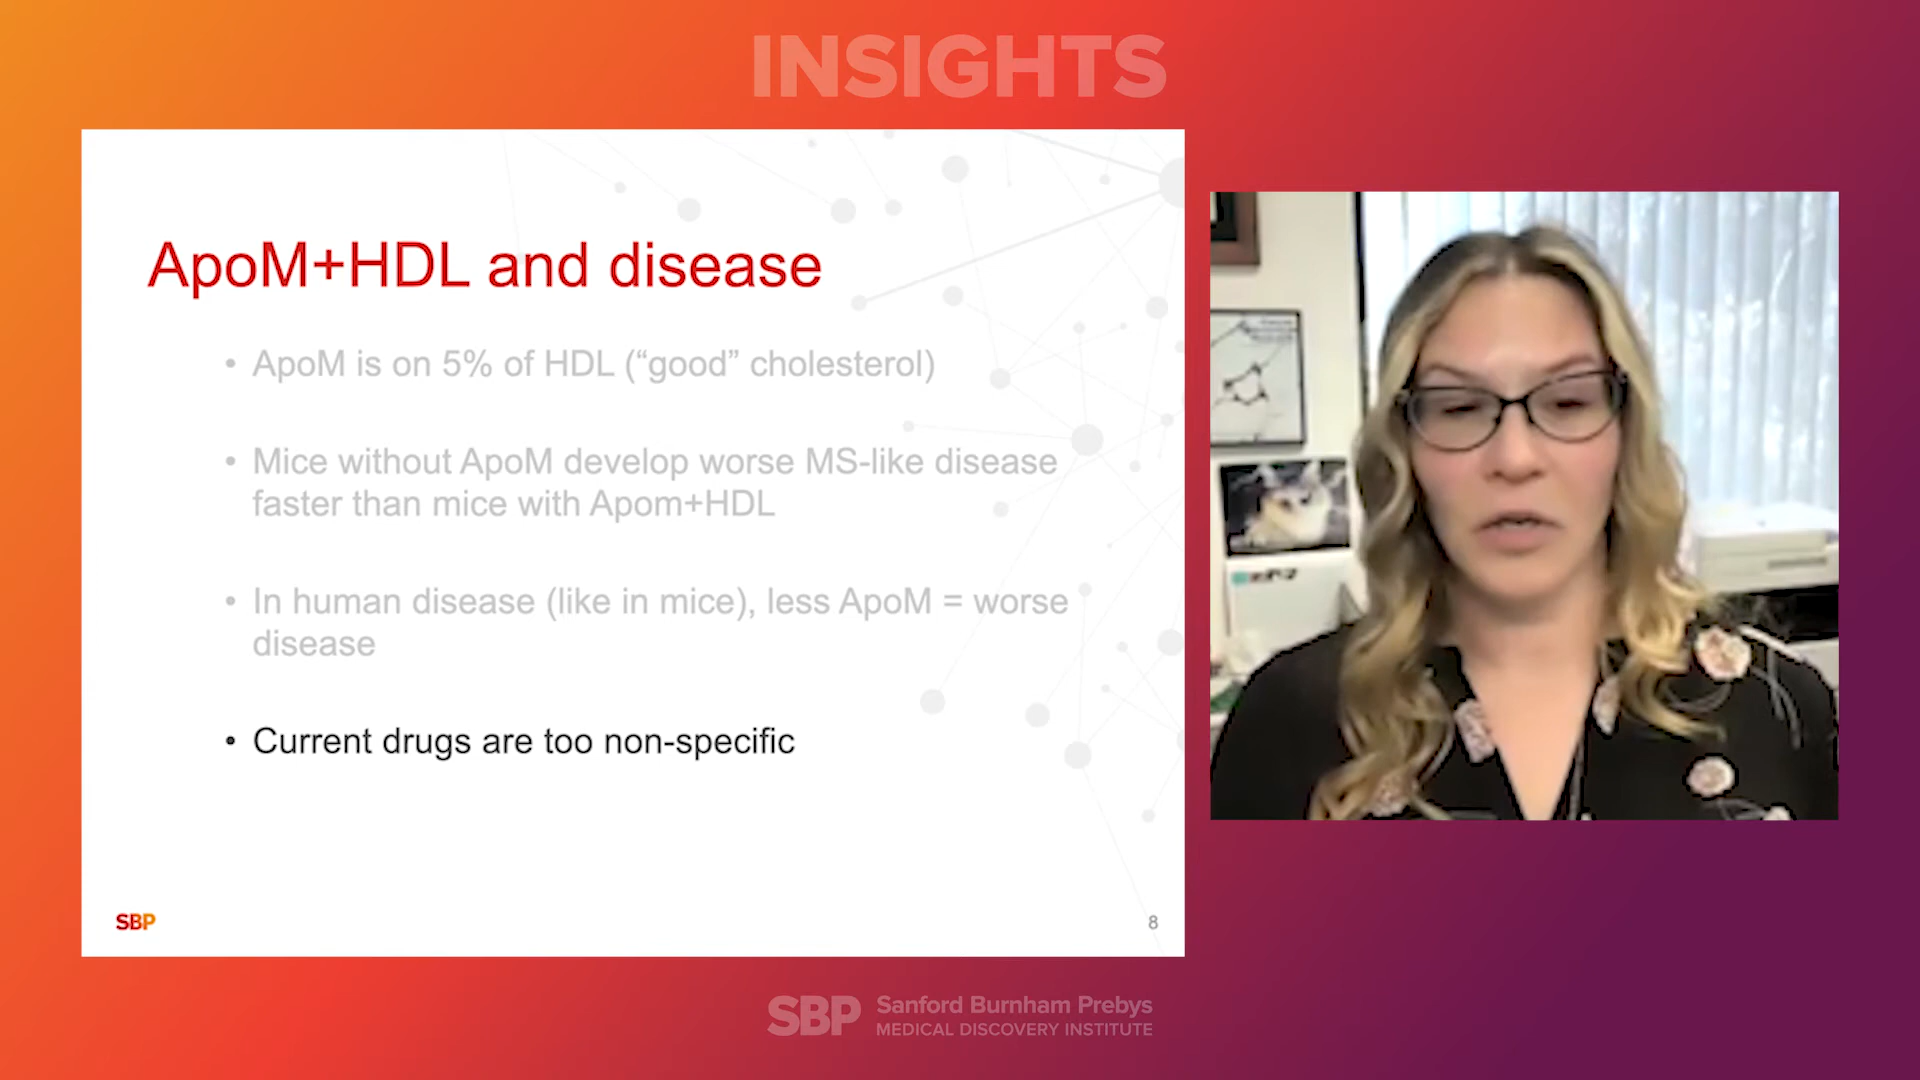 INSIGHTS
ApoM+HDL and disease
• ApoM is on 5% of HDL (“good” cholesterol)
• Mice without ApoM develop worse MS-like disease
faster than mice with Apom+HDL
• In human disease (like in mice), less ApoM = worse
disease
• Current drugs are too non-specific
SBP
8
SBP
Sanford Burnham Prebys
MEDICAL DISCOVERY INSTITUTE